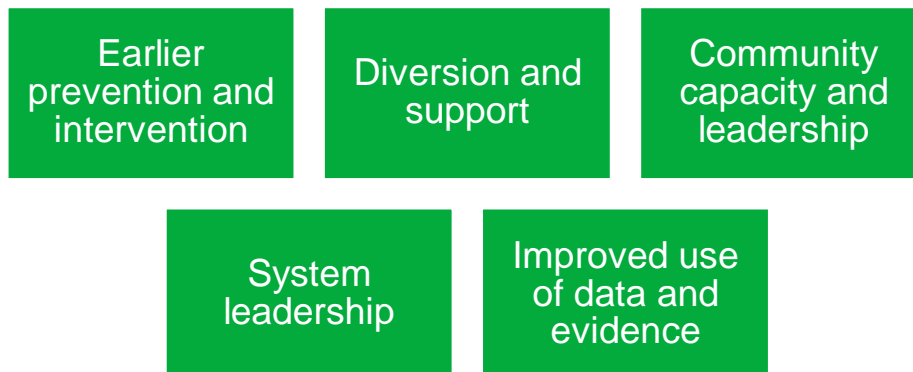 Earlier
prevention and
intervention
Diversion and
support
Community
capacity and
leadership
System
leadership
Improved use
of data and
evidence